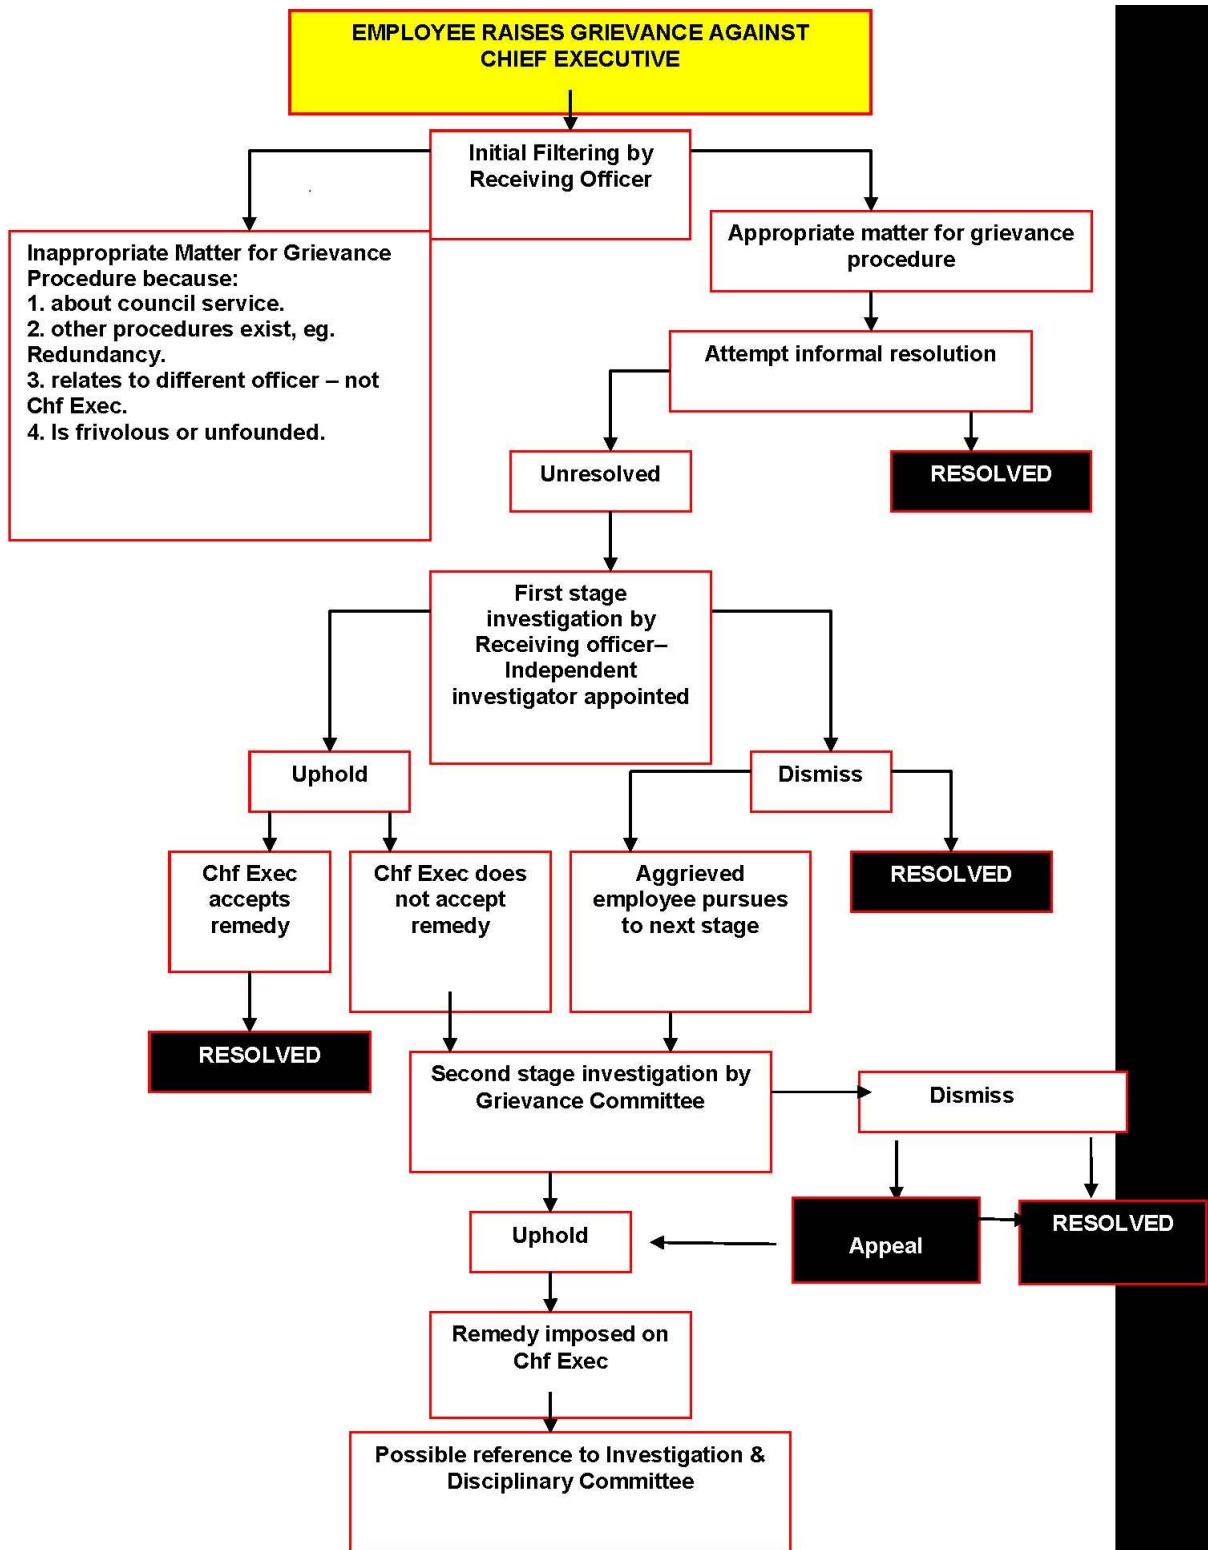 EMPLOYEE RAISES GRIEVANCE AGAINST
CHIEF EXECUTIVE
Initial Filtering by
Receiving Officer
Inappropriate Matter for Grievance
Procedure because:
1. about council service.
2. other procedures exist, eg.
Redundancy.
3. relates to different officer – not
Chf Exec.
4. Is frivolous or unfounded.
Appropriate matter for grievance
procedure
Attempt informal resolution
Unresolved
RESOLVED
First stage
investigation by
Receiving officer–
Independent
investigator appointed
Uphold
Dismiss
Chf Exec
accepts
remedy
Chf Exec does
not accept
remedy
Aggrieved
employee pursues
to next stage
RESOLVED
RESOLVED
Second stage investigation by
Grievance Committee
Dismiss
Uphold
Appeal
RESOLVED
Remedy imposed on
Chf Exec
Possible reference to Investigation &
Disciplinary Committee